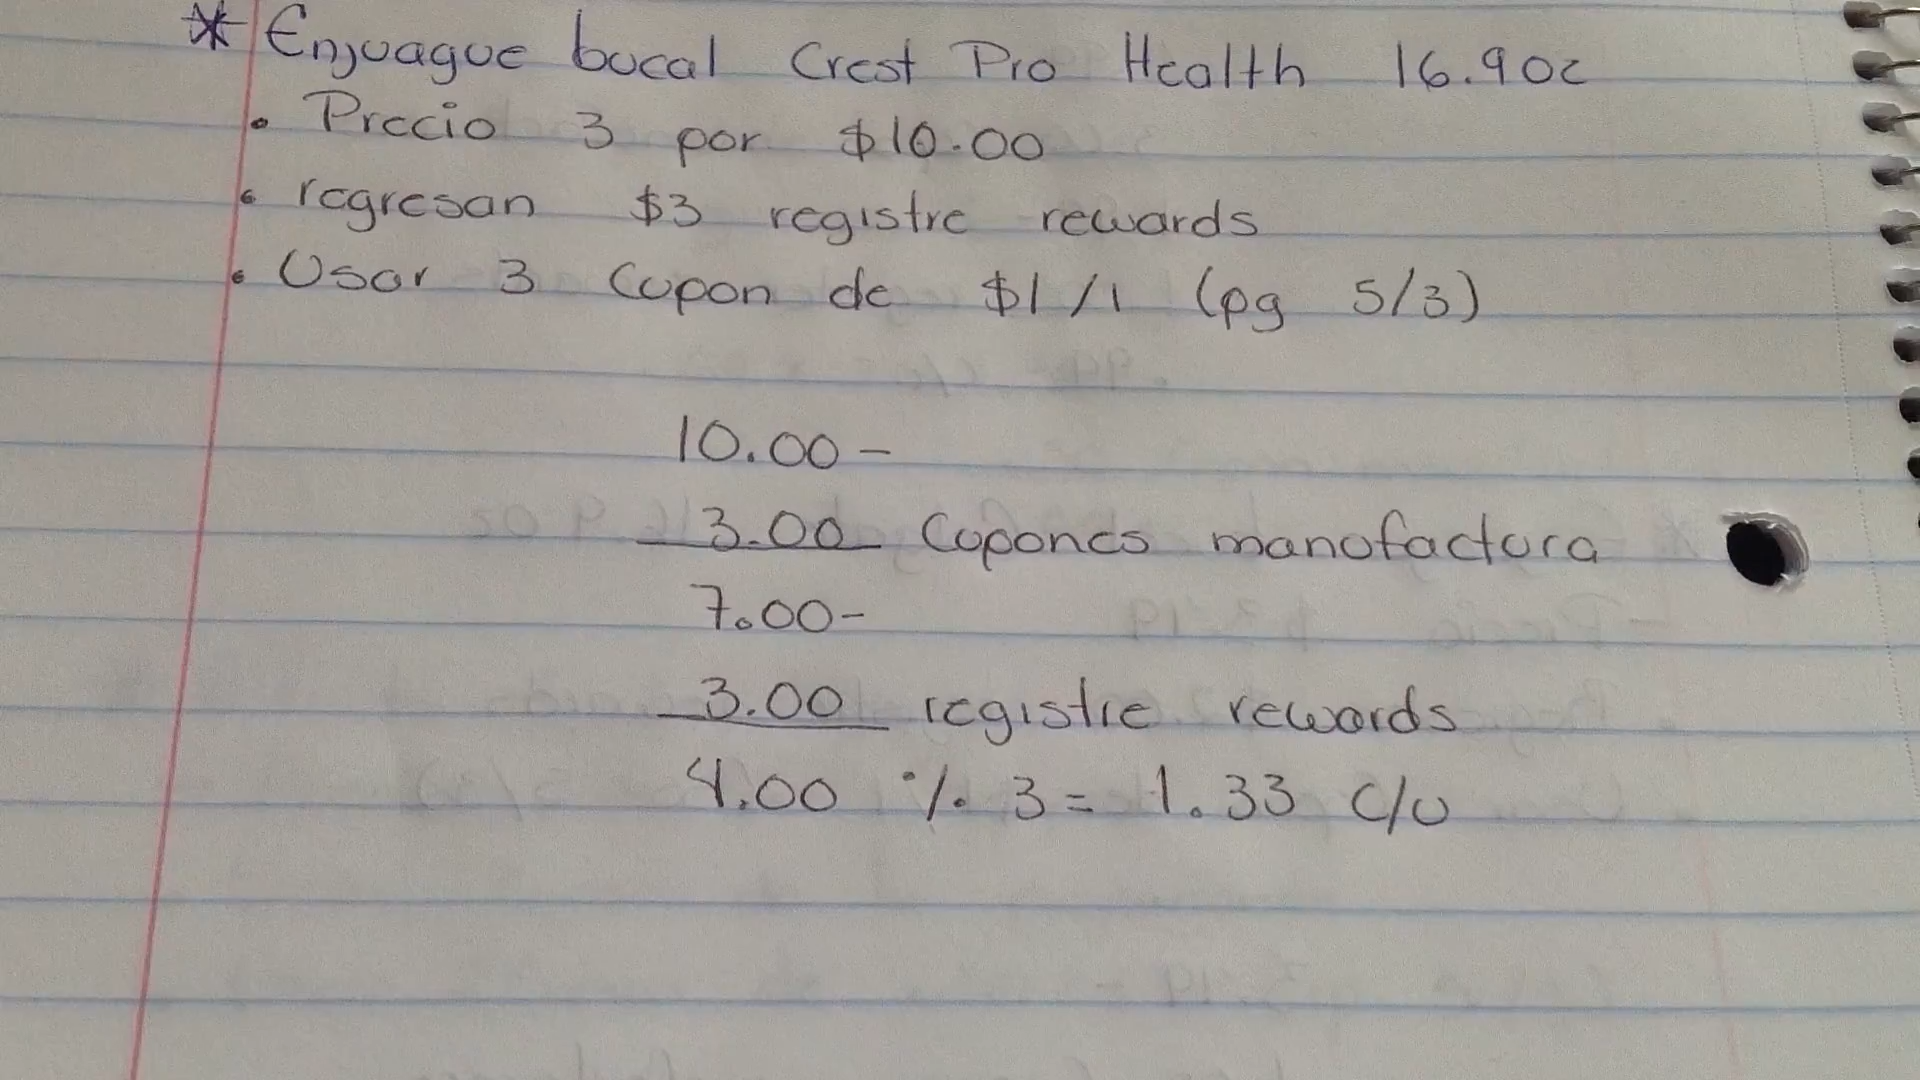 * Enjuague bucal Crest Pro Health 16.9oz
• Precio 3 por $10.00
• regresan $3 registre rewards
• Usar 3 Cupon de $1/1 (pg 5/3)
10.00 -
3.00 Cupones manufactura
7.00 -
3.00 registre rewards
4.00 % 3 = 1.33 c/u